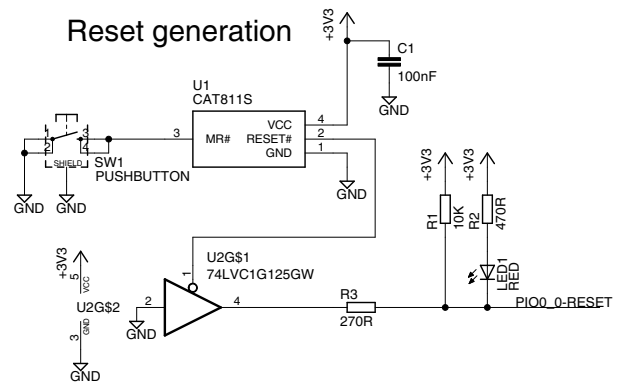 Reset generation
+3V3
C1
100nF
GND
U1
CAT811S
VCC 4
3 MR# RESET# 2
GND 1
1 3
2 4
SHIELD
SW1
PUSHBUTTON
GND GND
GND
+3V3 +3V3
R1 10K R2 470R
LED1 RED
U2G$1
74LVC1G125GW
1
2 4
GND
R3
270R
PIO0_0-RESET
+3V3
5 VCC
U2G$2
3 GND
GND